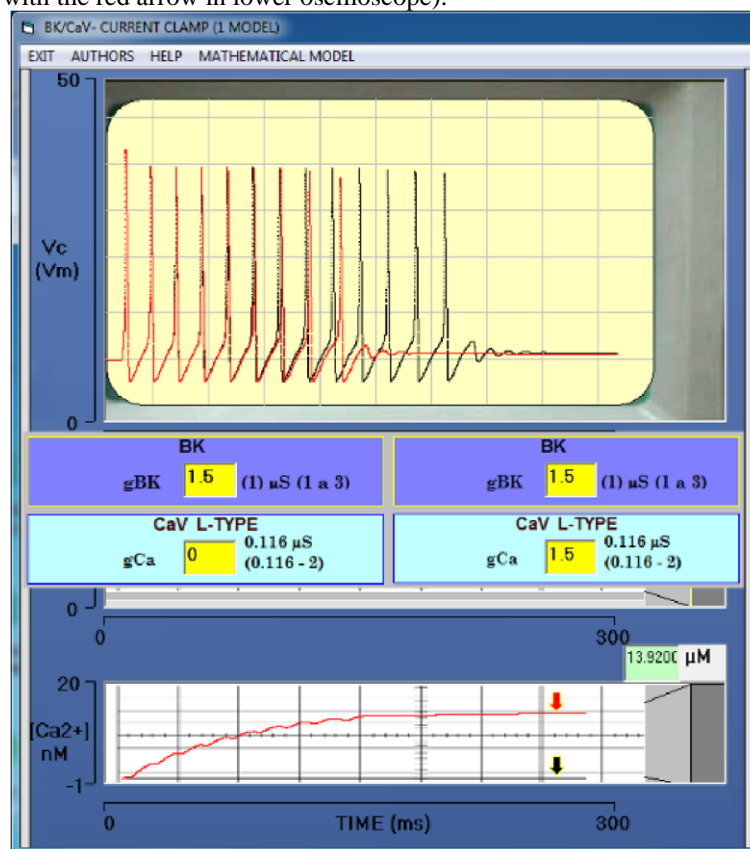 with the red arrow in lower oscilloscope).
BK/CaV- CURRENT CLAMP (1 MODEL)
EXIT AUTHORS HELP MATHEMATICAL MODEL
50
Vc
(Vm)
0
BK
gBK 1.5 (1) µS (1 a 3)
BK
gBK 1.5 (1) µS (1 a 3)
CaV L-TYPE
gCa 0 0.116 µS
(0.116 - 2)
CaV L-TYPE
gCa 1.5 0.116 µS
(0.116 - 2)
0
0 300
13.9200 µM
20
[Ca2+]
nM
-1
0 TIME (ms) 300